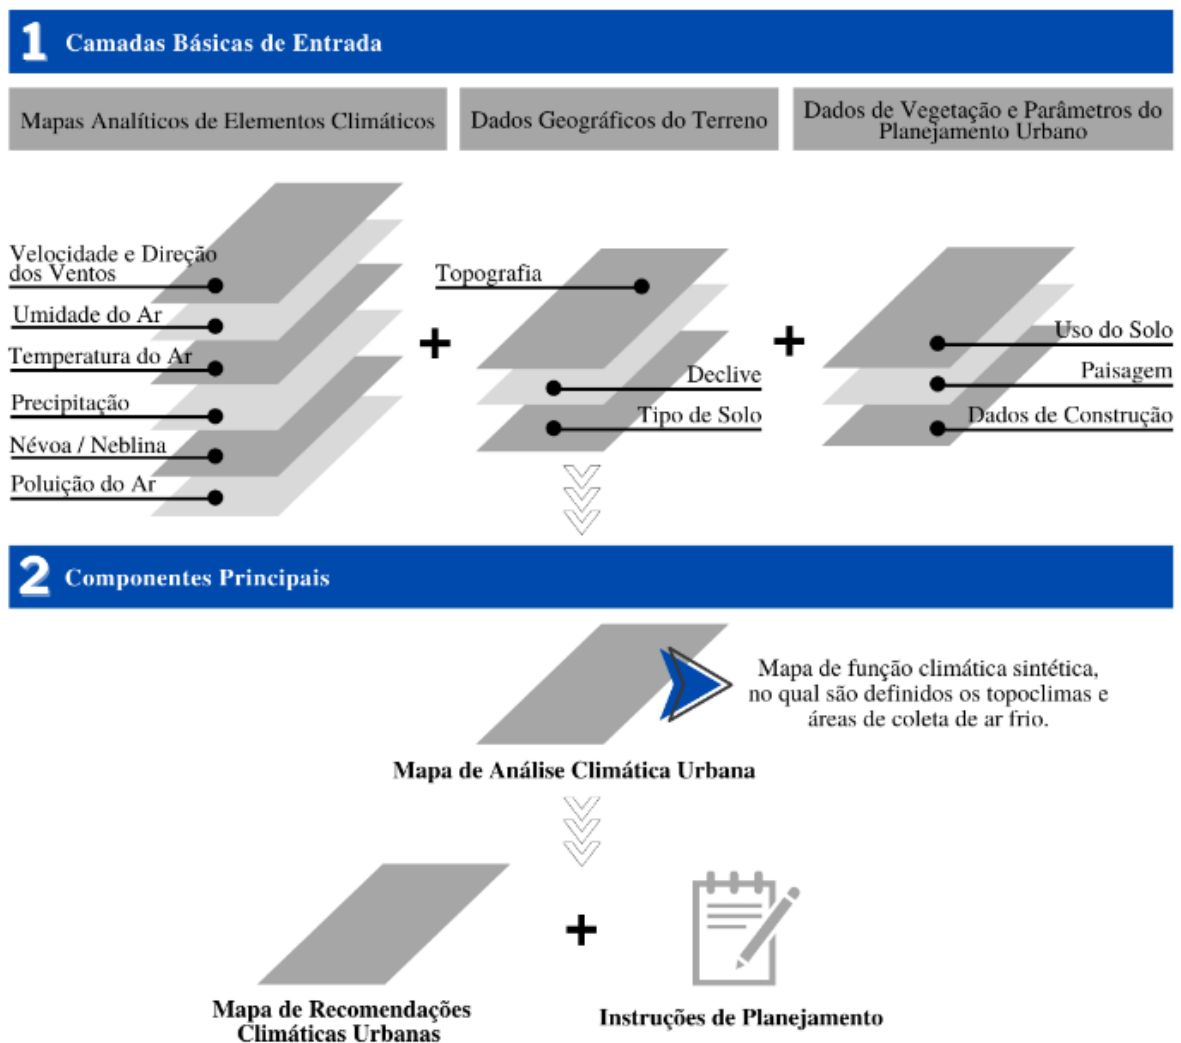 1 Camadas Básicas de Entrada
Mapas Analíticos de Elementos Climáticos
Dados Geográficos do Terreno
Dados de Vegetação e Parâmetros do
Planejamento Urbano
Velocidade e Direção
dos Ventos
Umidade do Ar
Temperatura do Ar
Precipitação
Névoa / Neblina
Poluição do Ar
+
Topografia
Declive
Tipo de Solo
+
Uso do Solo
Paisagem
Dados de Construção
2 Componentes Principais
Mapa de função climática sintética,
no qual são definidos os topoclimas e
áreas de coleta de ar frio.
Mapa de Análise Climática Urbana
+
Mapa de Recomendações
Climáticas Urbanas
Instruções de Planejamento